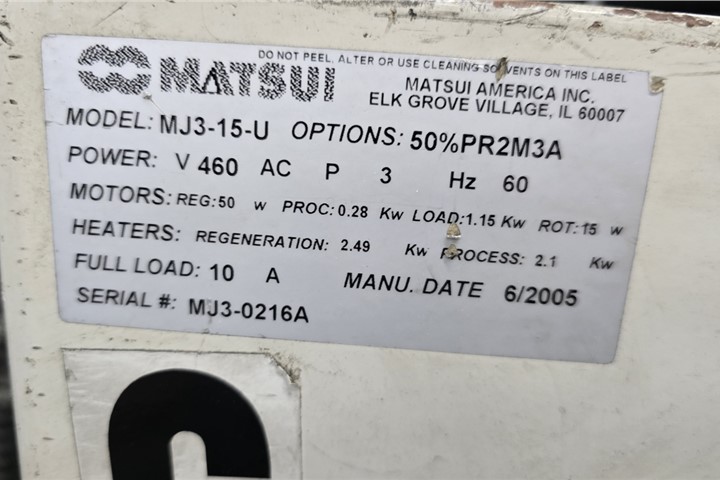 DO NOT PEEL, ALTER OR USE CLEANING SOLVENTS ON THIS LABEL
MATSUI
MATSUI AMERICA INC.
ELK GROVE VILLAGE, IL 60007
MODEL: MJ3-15-U OPTIONS: 50%PR2M3A
POWER: V 460 AC P 3 Hz 60
MOTORS: REG:50 w PROC: 0.28 Kw LOAD:1.15 Kw ROT: 15 w
HEATERS: REGENERATION: 2.49 Kw PROCESS: 2.1 Kw
FULL LOAD: 10 A MANU. DATE 6/2005
SERIAL #: MJ3-0216A